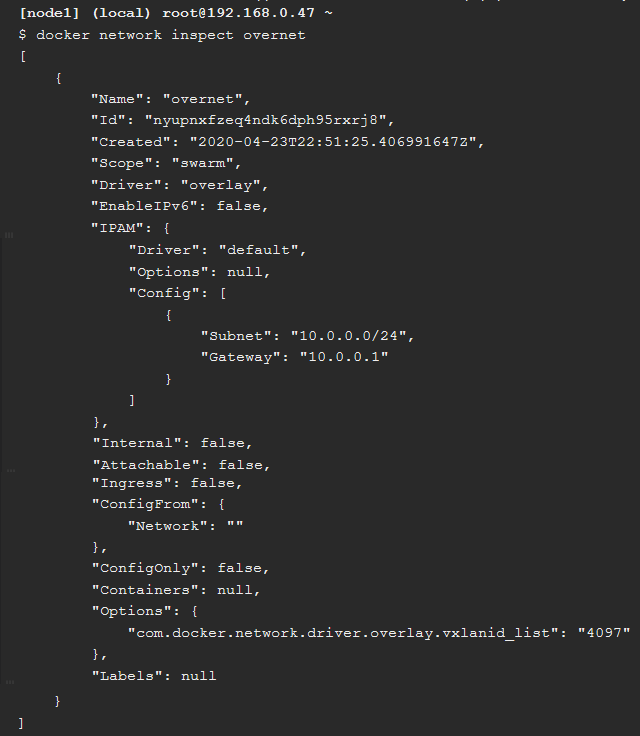 [node1] (local) root@192.168.0.47 ~
$ docker network inspect overnet
[
    {
        "Name": "overnet",
        "Id": "nyupnxfzeq4ndk6dph95rxrj8",
        "Created": "2020-04-23T22:51:25.406991647Z",
        "Scope": "swarm",
        "Driver": "overlay",
        "EnableIPv6": false,
        "IPAM": {
            "Driver": "default",
            "Options": null,
            "Config": [
                {
                    "Subnet": "10.0.0.0/24",
                    "Gateway": "10.0.0.1"
                }
            ]
        },
        "Internal": false,
        "Attachable": false,
        "Ingress": false,
        "ConfigFrom": {
            "Network": ""
        },
        "ConfigOnly": false,
        "Containers": null,
        "Options": {
            "com.docker.network.driver.overlay.vxlanid_list": "4097"
        },
        "Labels": null
    }
]